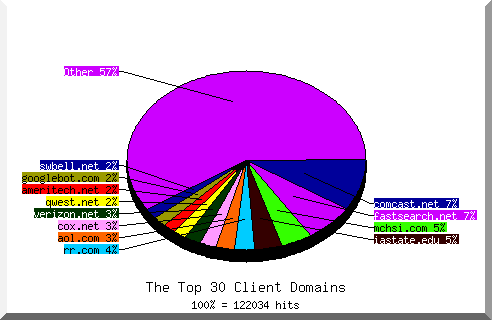 Other 57%
swbell.net 2%
googlebot.com 2%
ameritech.net 2%
qwest.net 2%
verizon.net 3%
cox.net 3%
aol.com 3%
rr.com 4%
comcast.net 7%
fastsearch.net 7%
mchsi.com 5%
iastate.edu 5%
The Top 30 Client Domains
100% = 122034 hits